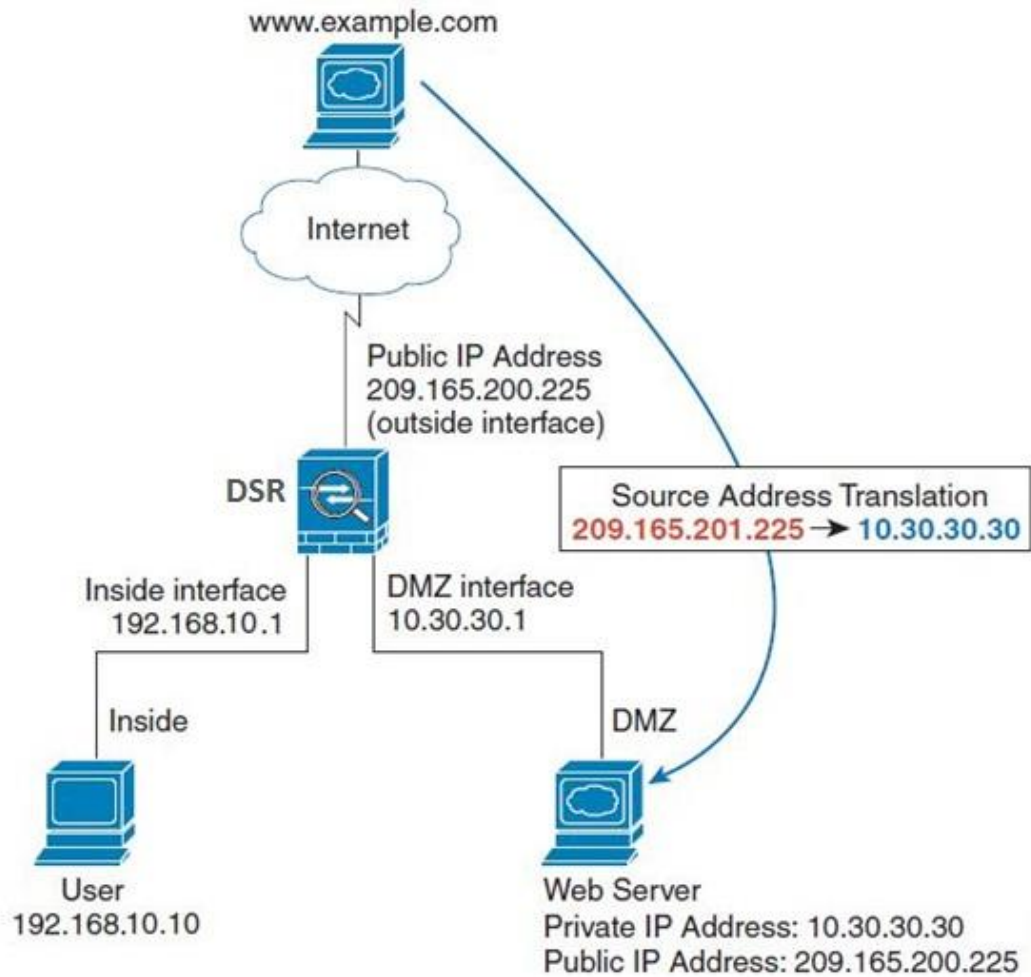 www.example.com
Internet
Public IP Address
209.165.200.225
(outside interface)
DSR
Source Address Translation
209.165.201.225 → 10.30.30.30
Inside interface
192.168.10.1
DMZ interface
10.30.30.1
Inside
DMZ
User
192.168.10.10
Web Server
Private IP Address: 10.30.30.30
Public IP Address: 209.165.200.225